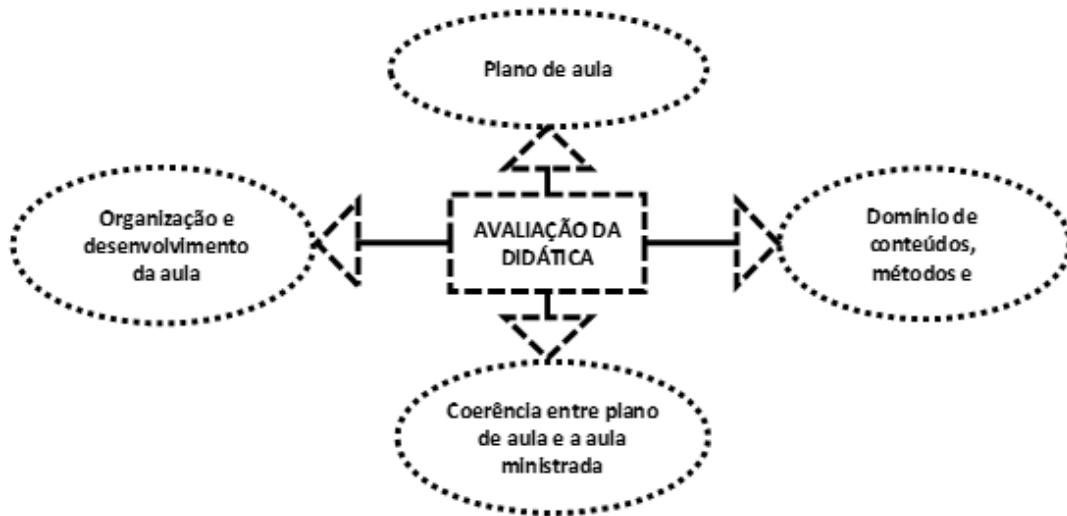 Plano de aula
Organização e
desenvolvimento
da aula
AVALIAÇÃO DA
DIDÁTICA
Domínio de
conteúdos,
métodos e
Coerência entre plano
de aula e a aula
ministrada